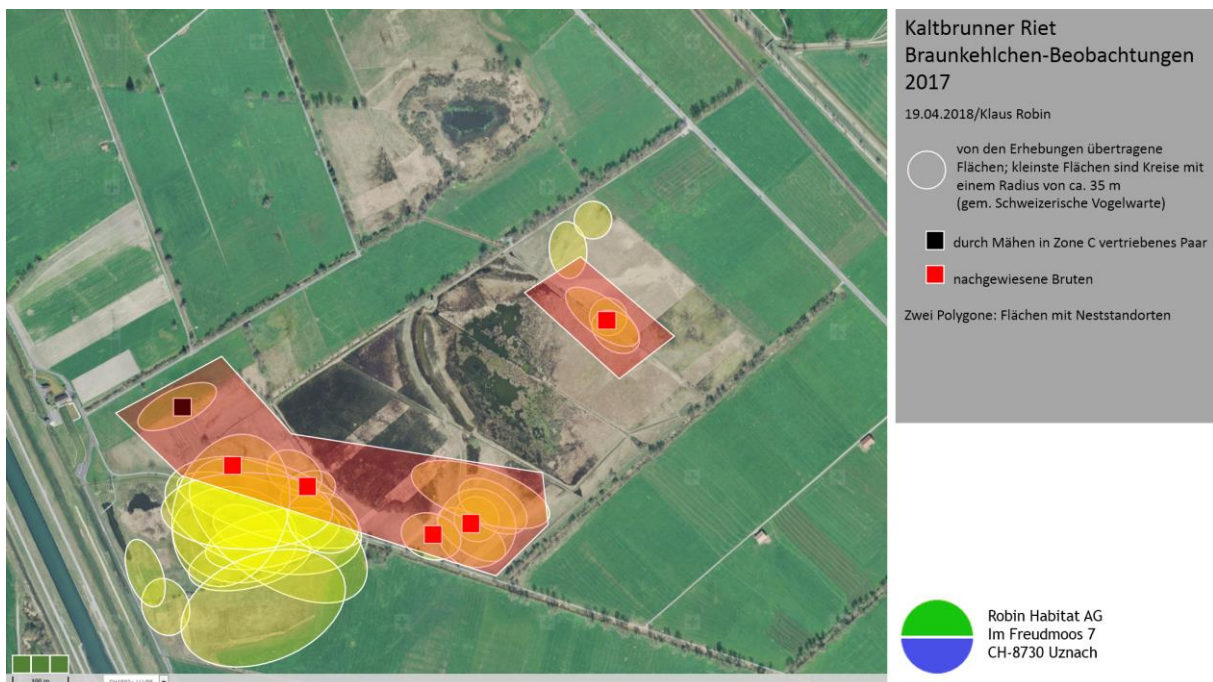 Kaltbrunner Riet
Braunkehlchen-Beobachtungen
2017
19.04.2018/Klaus Robin
von den Erhebungen übertragene
Flächen; kleinste Flächen sind Kreise mit
einem Radius von ca. 35 m
(gem. Schweizerische Vogelwarte)
durch Mähen in Zone C vertriebenes Paar
nachgewiesene Bruten
Zwei Polygone: Flächen mit Neststandorten
Robin Habitat AG
Im Freudmoos 7
CH-8730 Uznach
100 m